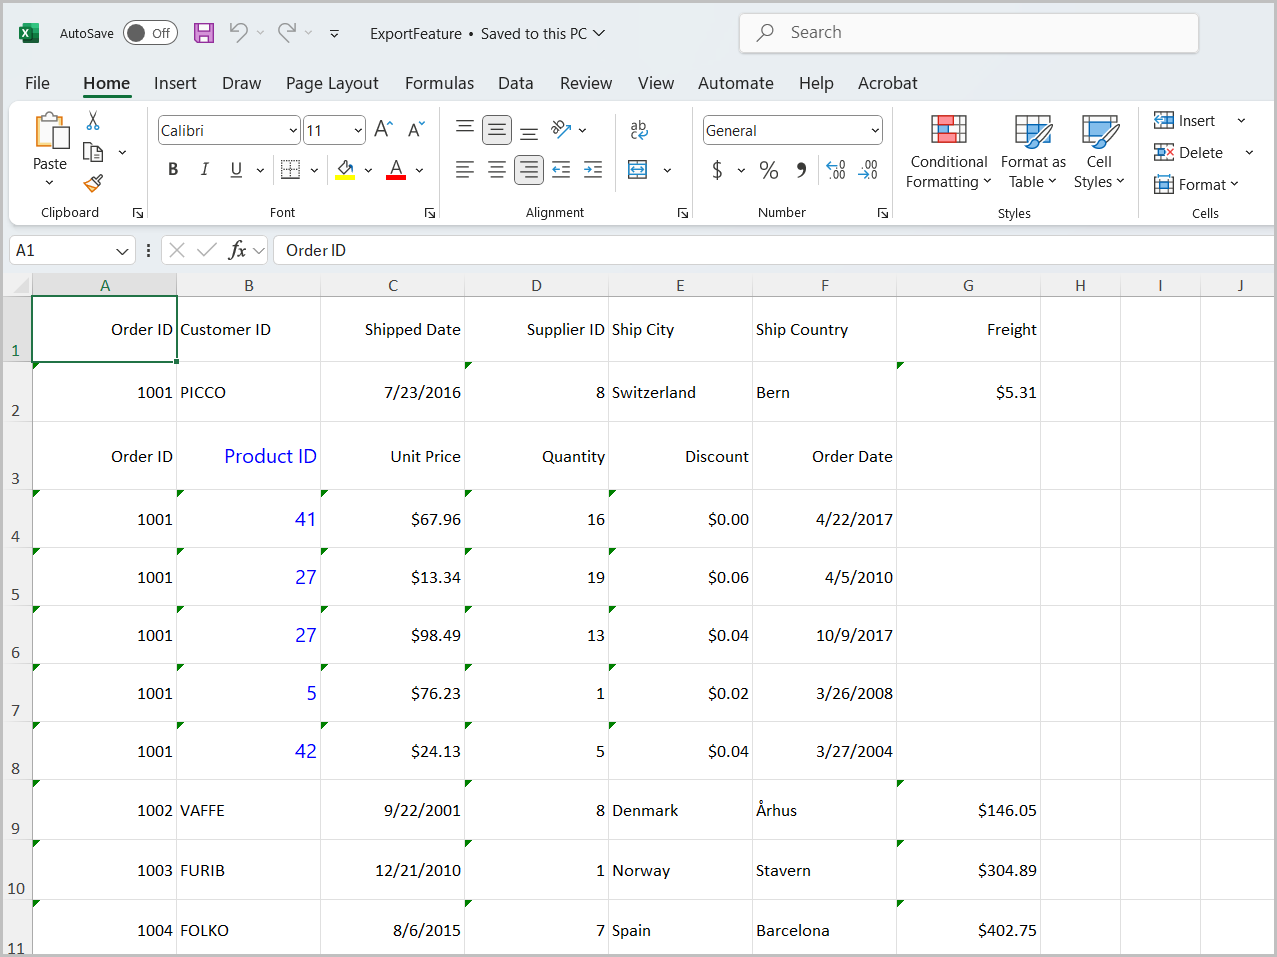 AutoSave Off ExportFeature • Saved to this PC Search
File Home Insert Draw Page Layout Formulas Data Review View Automate Help Acrobat
Paste
Clipboard
Calibri 11
B I U A
Font
ab
Alignment
General
$ % 9 .00
Number
Conditional Formatting
Format as Table
Cell Styles
Styles
Insert
Delete
Format
Cells
A1 fx Order ID
A B C D E F G H I J
1 Order ID Customer ID Shipped Date Supplier ID Ship City Ship Country Freight
2 1001 PICCO 7/23/2016 8 Switzerland Bern $5.31
3 Order ID Product ID Unit Price Quantity Discount Order Date
4 1001 41 $67.96 16 $0.00 4/22/2017
5 1001 27 $13.34 19 $0.06 4/5/2010
6 1001 27 $98.49 13 $0.04 10/9/2017
7 1001 5 $76.23 1 $0.02 3/26/2008
8 1001 42 $24.13 5 $0.04 3/27/2004
9 1002 VAFFE 9/22/2001 8 Denmark Århus $146.05
10 1003 FURIB 12/21/2010 1 Norway Stavern $304.89
11 1004 FOLKO 8/6/2015 7 Spain Barcelona $402.75